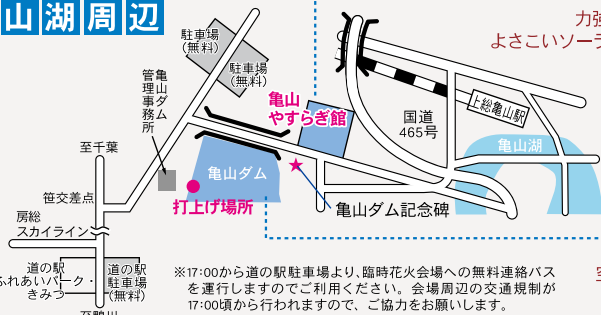 山湖周辺
力強
よさこいソーラ
駐車場
(無料)
駐車場
(無料)
亀山ダム
管理事務所
亀山
やすらぎ館
国道
465号
上総亀山駅
亀山湖
至千葉
亀山ダム
笹交差点
打上げ場所
亀山ダム記念碑
房総
スカイライン
道の駅
ふれあいパーク・
きみつ
道の駅
駐車場
(無料)
至鴨川
※17:00から道の駅駐車場より、臨時花火会場への無料連絡バス
を運行しますのでご利用ください。会場周辺の交通規制が
17:00頃から行われますので、ご協力をお願いします。